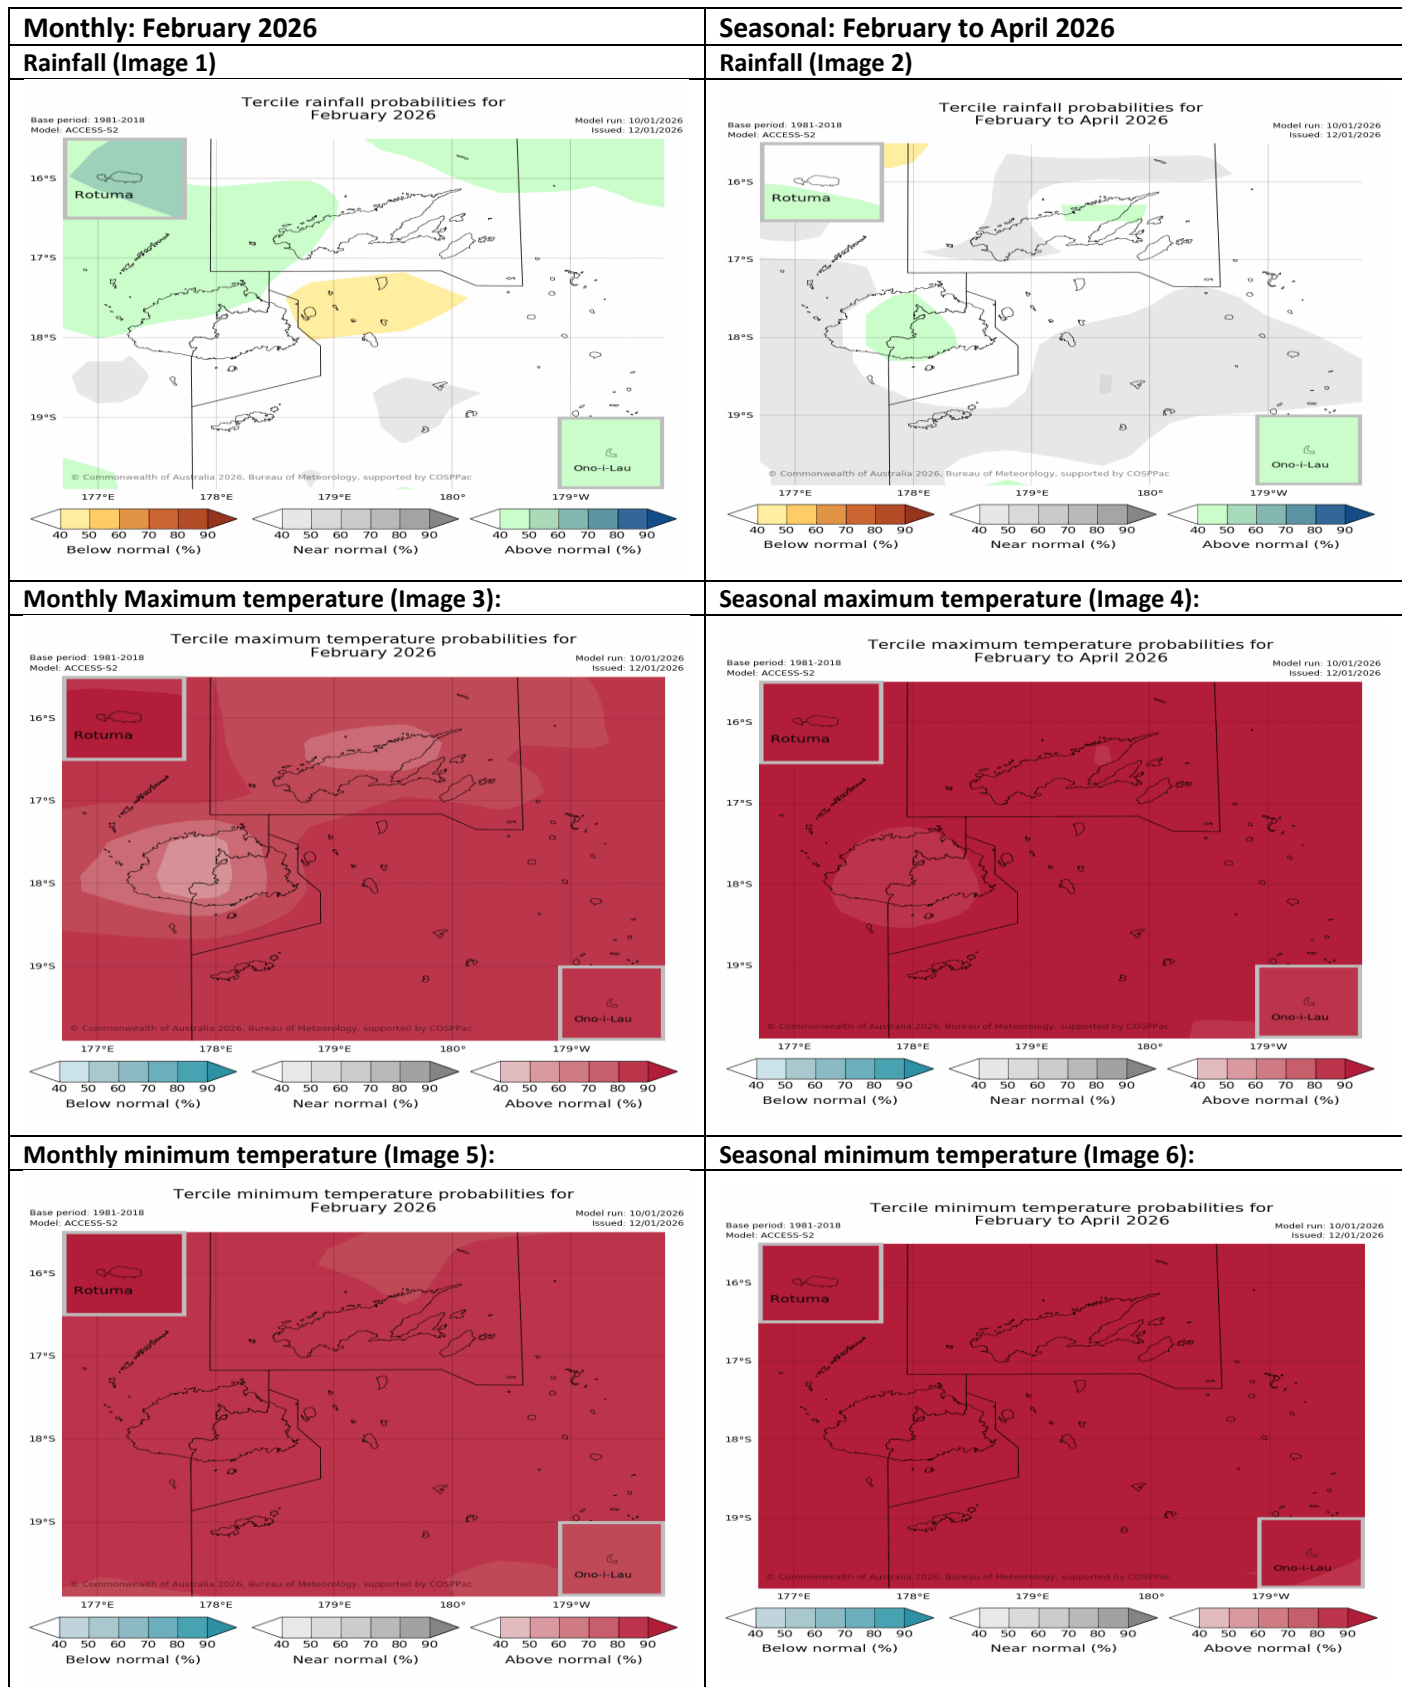 Monthly: February 2026
Seasonal: February to April 2026
Rainfall (Image 1)
Rainfall (Image 2)
Tercile rainfall probabilities for
February 2026
Base period: 1981-2018
Model: ACCESS-S2
Model run: 10/01/2026
Issued: 12/01/2026
16°S
17°S
18°S
19°S
Rotuma
Ono-i-Lau
© Commonwealth of Australia 2026, Bureau of Meteorology, supported by COSPPac
177°E 178°E 179°E 180° 179°W
40 50 60 70 80 90 40 50 60 70 80 90 40 50 60 70 80 90
Below normal (%) Near normal (%) Above normal (%)
Tercile rainfall probabilities for
February to April 2026
Base period: 1981-2018
Model: ACCESS-S2
Model run: 10/01/2026
Issued: 12/01/2026
16°S
17°S
18°S
19°S
Rotuma
Ono-i-Lau
© Commonwealth of Australia 2026, Bureau of Meteorology, supported by COSPPac
177°E 178°E 179°E 180° 179°W
40 50 60 70 80 90 40 50 60 70 80 90 40 50 60 70 80 90
Below normal (%) Near normal (%) Above normal (%)
Monthly Maximum temperature (Image 3):
Seasonal maximum temperature (Image 4):
Tercile maximum temperature probabilities for
February 2026
Base period: 1981-2018
Model: ACCESS-S2
Model run: 10/01/2026
Issued: 12/01/2026
16°S
17°S
18°S
19°S
Rotuma
Ono-i-Lau
© Commonwealth of Australia 2026, Bureau of Meteorology, supported by COSPPac
177°E 178°E 179°E 180° 179°W
40 50 60 70 80 90 40 50 60 70 80 90 40 50 60 70 80 90
Below normal (%) Near normal (%) Above normal (%)
Tercile maximum temperature probabilities for
February to April 2026
Base period: 1981-2018
Model: ACCESS-S2
Model run: 10/01/2026
Issued: 12/01/2026
16°S
17°S
18°S
19°S
Rotuma
Ono-i-Lau
© Commonwealth of Australia 2026, Bureau of Meteorology, supported by COSPPac
177°E 178°E 179°E 180° 179°W
40 50 60 70 80 90 40 50 60 70 80 90 40 50 60 70 80 90
Below normal (%) Near normal (%) Above normal (%)
Monthly minimum temperature (Image 5):
Seasonal minimum temperature (Image 6):
Tercile minimum temperature probabilities for
February 2026
Base period: 1981-2018
Model: ACCESS-S2
Model run: 10/01/2026
Issued: 12/01/2026
16°S
17°S
18°S
19°S
Rotuma
Ono-i-Lau
© Commonwealth of Australia 2026, Bureau of Meteorology, supported by COSPPac
177°E 178°E 179°E 180° 179°W
40 50 60 70 80 90 40 50 60 70 80 90 40 50 60 70 80 90
Below normal (%) Near normal (%) Above normal (%)
Tercile minimum temperature probabilities for
February to April 2026
Base period: 1981-2018
Model: ACCESS-S2
Model run: 10/01/2026
Issued: 12/01/2026
16°S
17°S
18°S
19°S
Rotuma
Ono-i-Lau
© Commonwealth of Australia 2026, Bureau of Meteorology, supported by COSPPac
177°E 178°E 179°E 180° 179°W
40 50 60 70 80 90 40 50 60 70 80 90 40 50 60 70 80 90
Below normal (%) Near normal (%) Above normal (%)